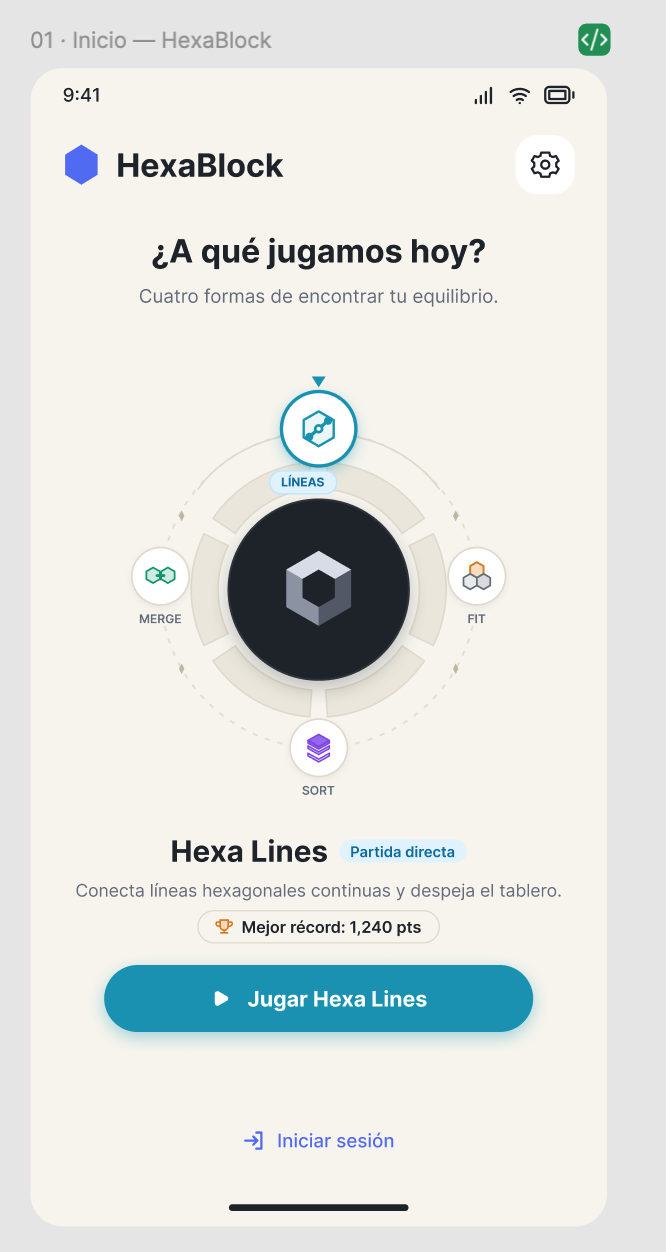 01 · Inicio — HexaBlock
9:41
HexaBlock
¿A qué jugamos hoy?
Cuatro formas de encontrar tu equilibrio.
LÍNEAS
MERGE
FIT
SORT
Hexa Lines
Partida directa
Conecta líneas hexagonales continuas y despeja el tablero.
Mejor récord: 1,240 pts
Jugar Hexa Lines
Iniciar sesión